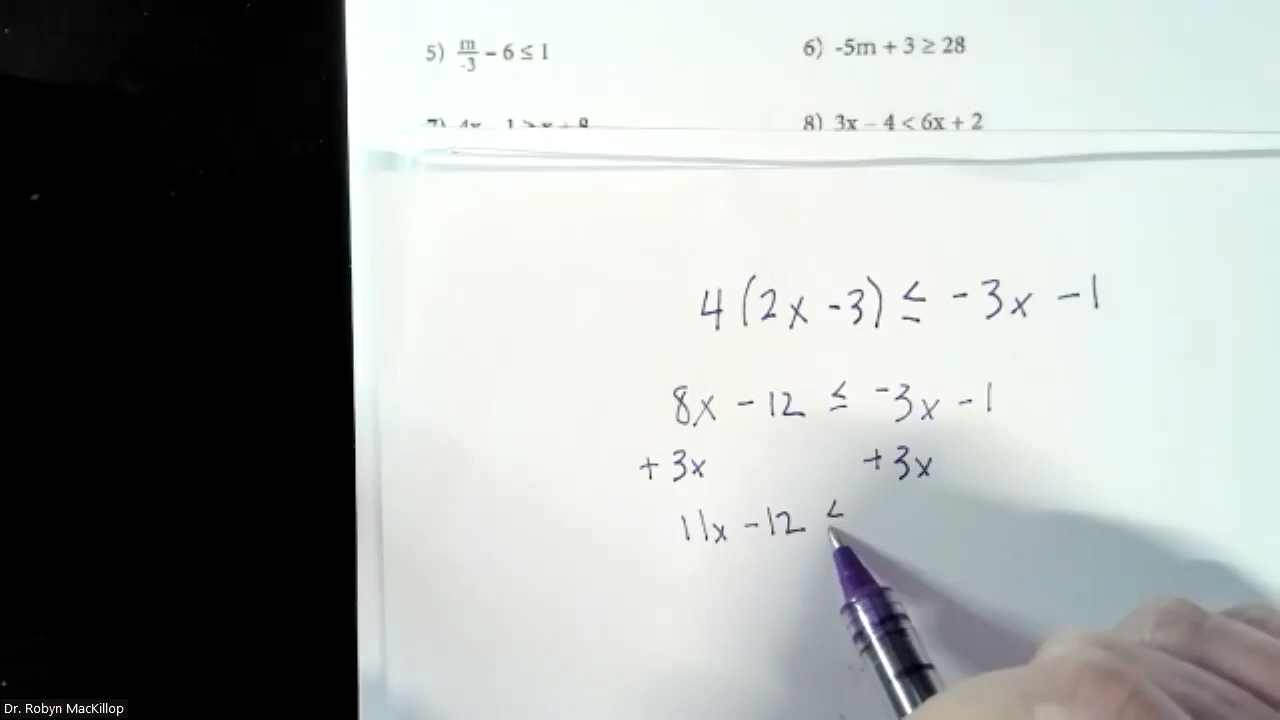 5) m/-3 – 6 ≤ 1
6) -5m + 3 ≥ 28
8) 3x – 4 < 6x + 2
4(2x -3) ≤ -3x -1
8x -12 ≤ -3x -1
+ 3x +3x
11x -12 <
Dr. Robyn MacKillop